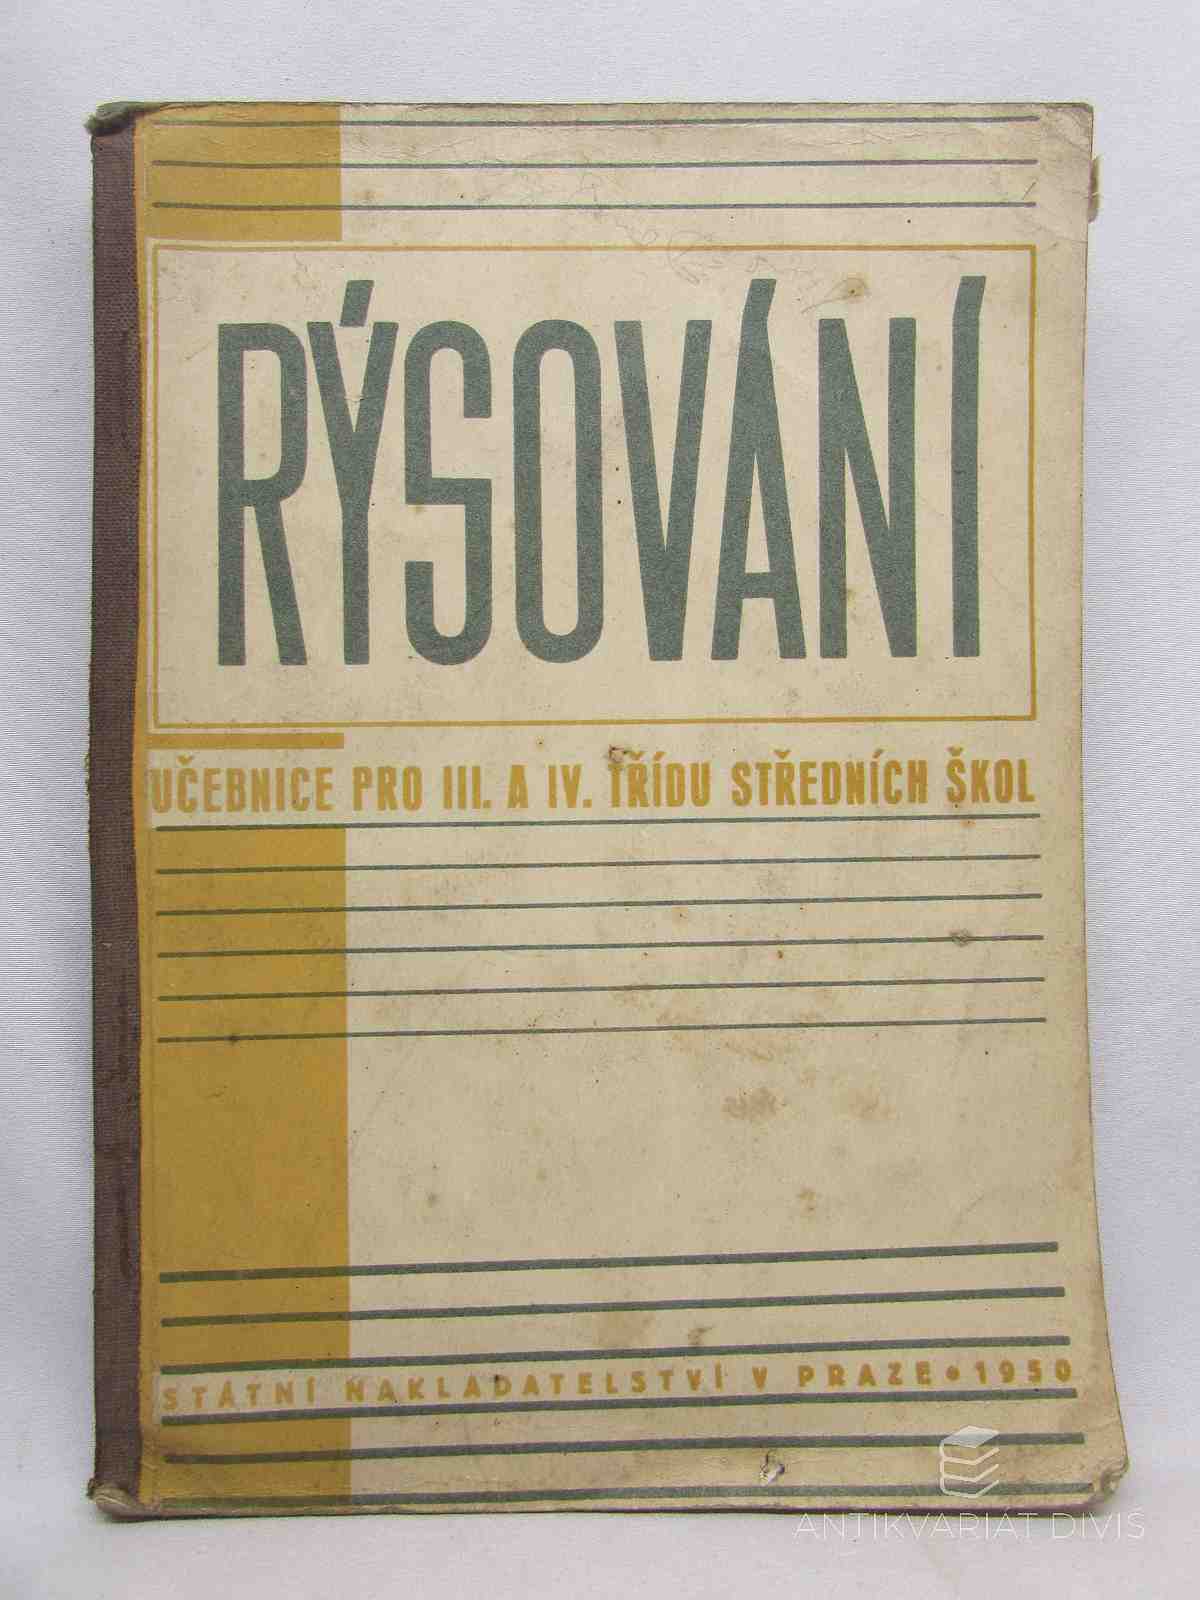 RÝSOVÁNÍ
UČEBNICE PRO III. A IV. TŘÍDU STŘEDNÍCH ŠKOL
STÁTNÍ NAKLADATELSTVÍ V PRAZE • 1950
ANTIKVARIÁT DIVIŠ